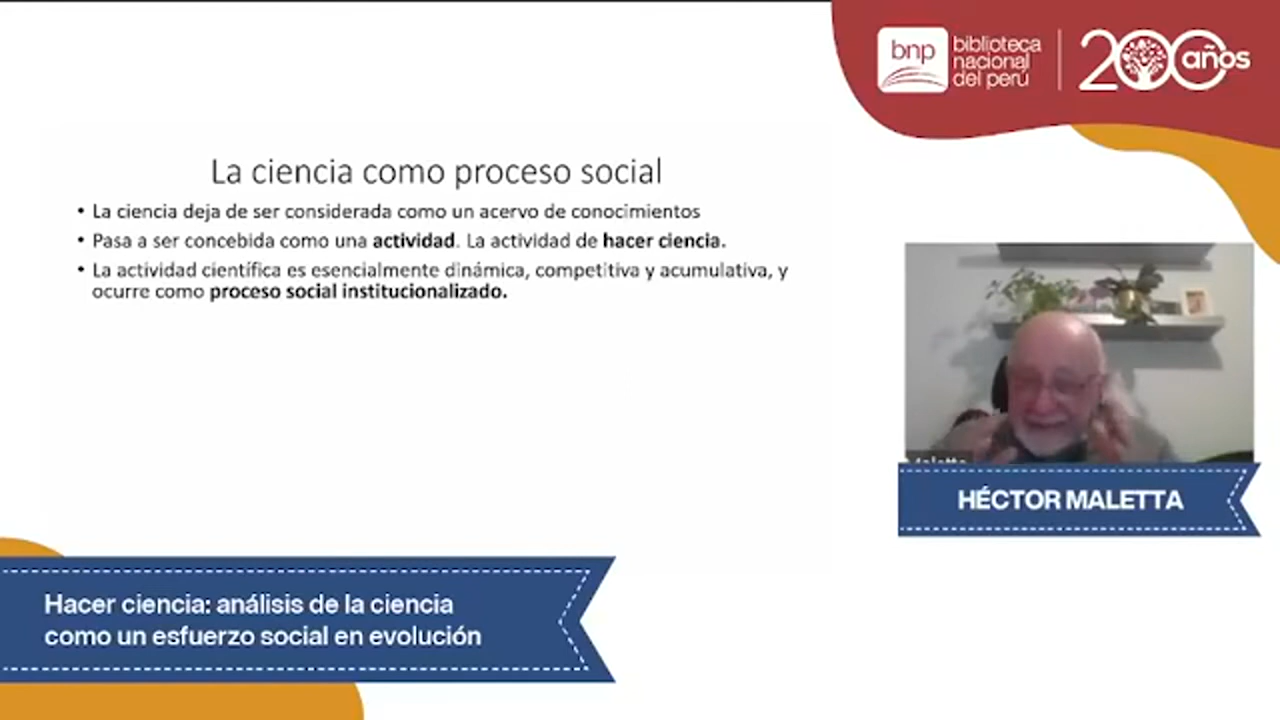 bnp
biblioteca
nacional
del perú
200 años
La ciencia como proceso social
• La ciencia deja de ser considerada como un acervo de conocimientos
• Pasa a ser concebida como una actividad. La actividad de hacer ciencia.
• La actividad científica es esencialmente dinámica, competitiva y acumulativa, y
ocurre como proceso social institucionalizado.
HÉCTOR MALETTA
Hacer ciencia: análisis de la ciencia
como un esfuerzo social en evolución